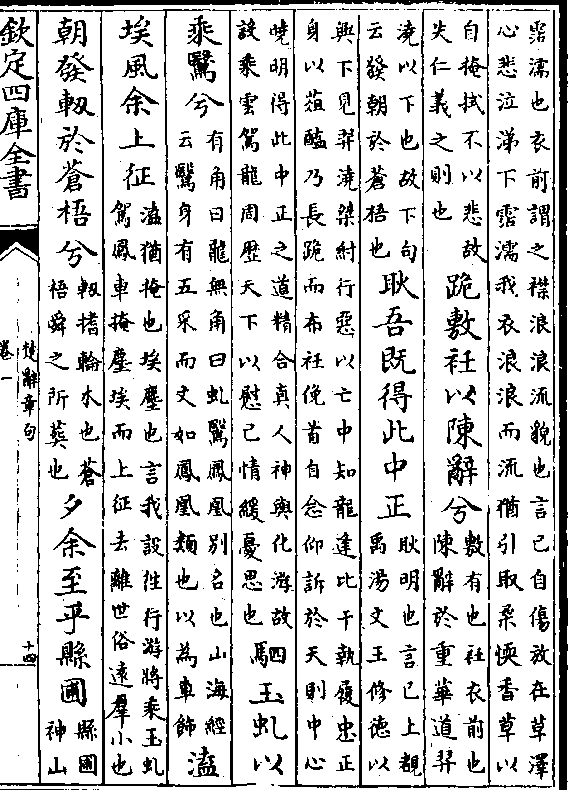 霑濡也衣前謂之襟浪浪流貌也言己自傷放在草澤
心悲泣涕下霑濡我衣浪浪而流猶引取柔愞香草以
自掩拭不以悲故
失仁義之則也
跪敷衽以陳辭兮
敷有也衽衣前也
陳辭於重華道羿
澆以下也故下句
云發朝於蒼梧也
耿吾既得此中正
耿明也言己上覩
禹湯文王修德以
興下見羿澆桀紂行惡以亡中知龍逢比干執履忠正
身以葅醢乃長跪而布衽俛首自念仰訴於天則中心
曉明得此中正之道精合真人神與化游故
設乘雲駕龍周歷天下以慰己情緩憂思也
駟玉虬以
乘鷖兮
有角曰龍無角曰虬鷖鳳凰別名也山海經
云鷖身有五采而文如鳳凰類也以為車飾
溘
埃風余上征
溘猶掩也埃塵也言我設往行游將乘玉虬
駕鳳車掩塵埃而上征去離世俗遠羣小也
朝發軔於蒼梧兮
軔搘輪木也蒼
梧舜之所葬也
夕余至乎縣圃
縣圃
神山
欽定四庫全書
楚辭章句
卷一
十四